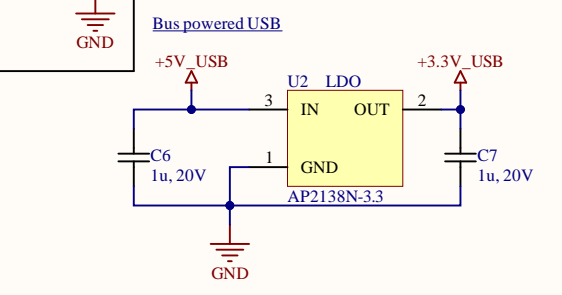 GND
Bus powered USB
+5V_USB
+3.3V_USB
U2 LDO
3 IN OUT 2
C6
1u, 20V
1 GND
C7
1u, 20V
AP2138N-3.3
GND